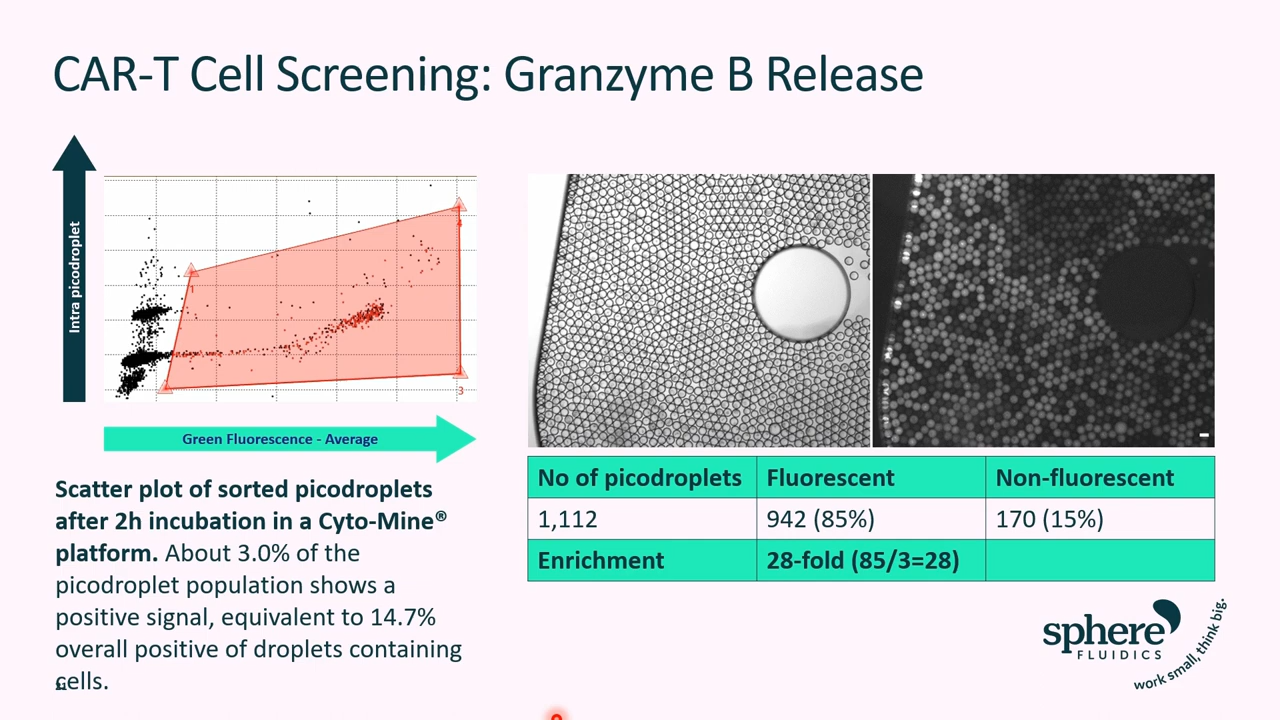 CAR-T Cell Screening: Granzyme B Release
Intra picodroplet
1
4
3
Green Fluorescence - Average
Scatter plot of sorted picodroplets
after 2h incubation in a Cyto-Mine®
platform. About 3.0% of the
picodroplet population shows a
positive signal, equivalent to 14.7%
overall positive of droplets containing
cells.
No of picodroplets Fluorescent Non-fluorescent
1,112 942 (85%) 170 (15%)
Enrichment 28-fold (85/3=28)
sphere
FLUIDICS
work small, think big.